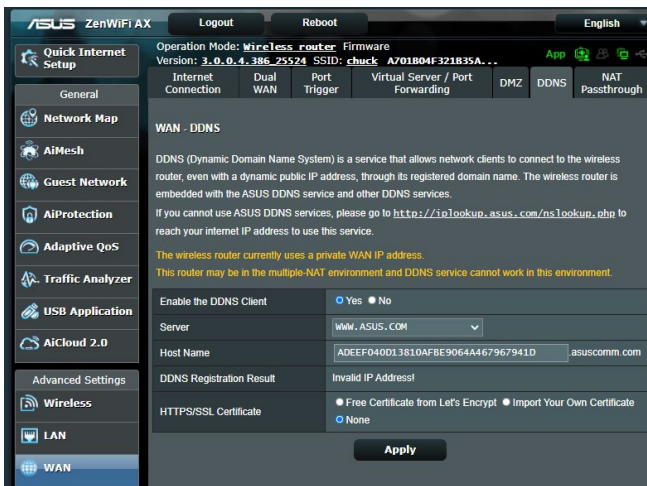 ASUS ZenWiFi AX Logout Reboot English
Quick Internet Setup
General
Network Map
AiMesh
Guest Network
AiProtection
Adaptive QoS
Traffic Analyzer
USB Application
AiCloud 2.0
Advanced Settings
Wireless
LAN
WAN
Operation Mode: Wireless router Firmware
Version: 3.0.0.4.386_25524 SSID: chuck A701B04F321B35A...
App
Internet Connection Dual WAN Port Trigger Virtual Server / Port Forwarding DMZ DDNS NAT Passthrough
WAN - DDNS
DDNS (Dynamic Domain Name System) is a service that allows network clients to connect to the wireless
router, even with a dynamic public IP address, through its registered domain name. The wireless router is
embedded with the ASUS DDNS service and other DDNS services.
If you cannot use ASUS DDNS services, please go to http://iplookup.asus.com/nslookup.php to
reach your internet IP address to use this service.
The wireless router currently uses a private WAN IP address.
This router may be in the multiple-NAT environment and DDNS service cannot work in this environment.
Enable the DDNS Client Yes No
Server WWW.ASUS.COM
Host Name ADEEF040D13810AFBE9064A467967941D .asuscomm.com
DDNS Registration Result Invalid IP Address!
HTTPS/SSL Certificate Free Certificate from Let's Encrypt Import Your Own Certificate
None
Apply